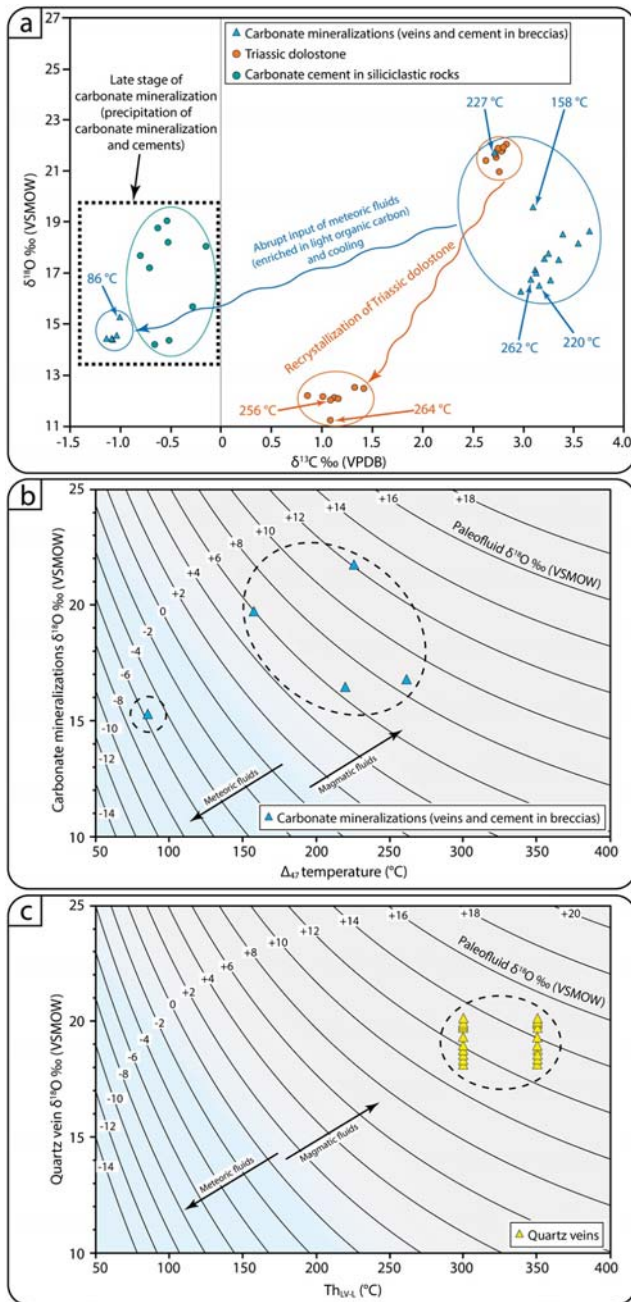 a
27
25
23
21
19
17
15
13
11
δ¹⁸O ‰ (VSMOW)
Carbonate mineralizations (veins and cement in breccias)
Triassic dolostone
Carbonate cement in siliciclastic rocks
Late stage of
carbonate mineralization
(precipitation of
carbonate mineralization
and cements)
227 °C
158 °C
Abrupt input of meteoric fluids
(enriched in light organic carbon)
and cooling
86 °C
Recrystallization of Triassic dolostone
262 °C
220 °C
256 °C
264 °C
-1.5
-1.0
-0.5
0
0.5
1.0
1.5
2.0
2.5
3.0
3.5
4.0
δ¹³C ‰ (VPDB)
b
25
20
15
10
Carbonate mineralizations δ¹⁸O ‰ (VSMOW)
+18
+16
+14
+12
+10
+8
+6
+4
+2
0
-2
-4
-6
-8
-10
-12
-14
Paleofluid δ¹⁸O ‰ (VSMOW)
Meteoric fluids
Magmatic fluids
Carbonate mineralizations (veins and cement in breccias)
50
100
150
200
250
300
350
400
Δ₄₇ temperature (°C)
c
25
20
15
10
Quartz vein δ¹⁸O ‰ (VSMOW)
+20
+18
+16
+14
+12
+10
+8
+6
+4
+2
0
-2
-4
-6
-8
-10
-12
-14
Paleofluid δ¹⁸O ‰ (VSMOW)
Meteoric fluids
Magmatic fluids
Quartz veins
50
100
150
200
250
300
350
400
Th_LV-L (°C)